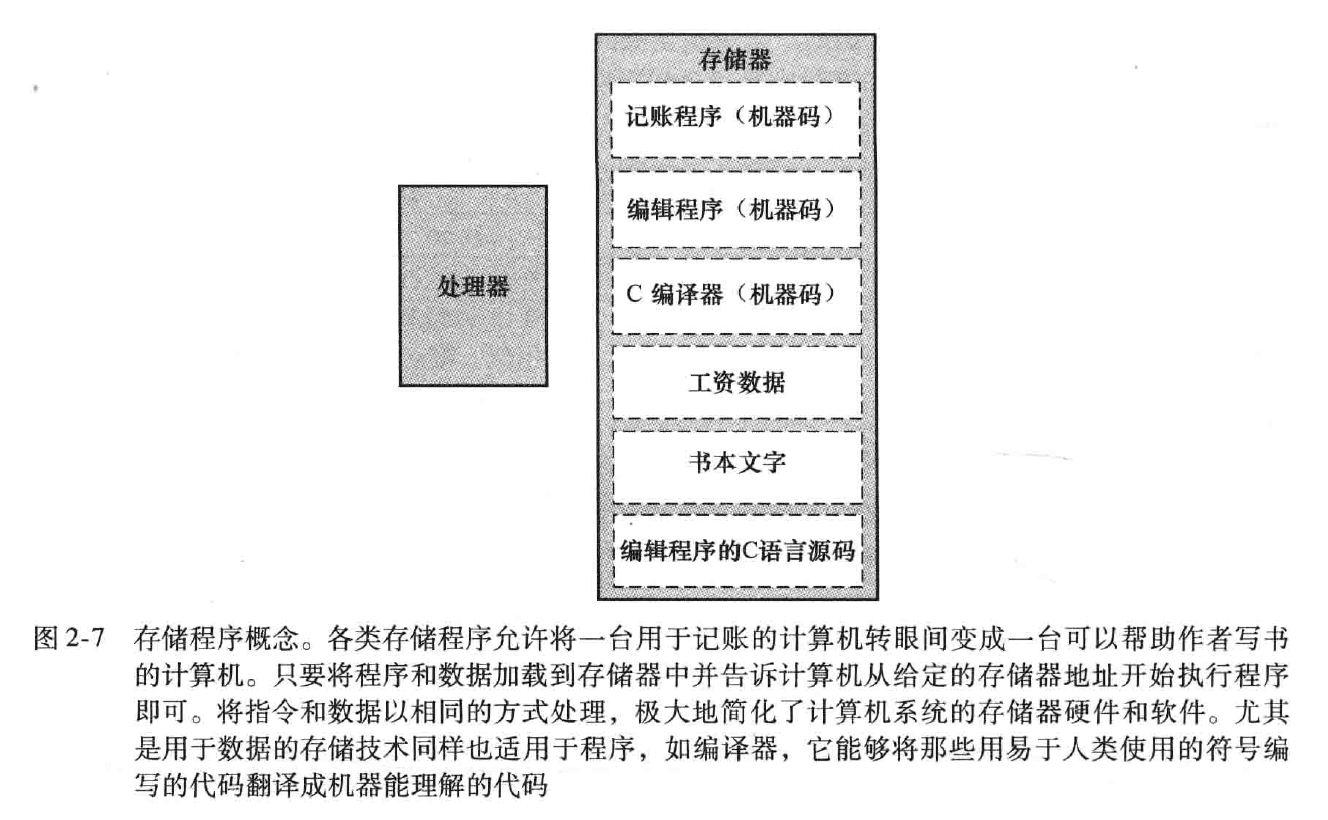 存储器
记账程序（机器码）
编辑程序（机器码）
处理器
C 编译器（机器码）
工资数据
书本文字
编辑程序的C语言源码
图 2-7 存储程序概念。各类存储程序允许将一台用于记账的计算机转眼间变成一台可以帮助作者写书
的计算机。只要将程序和数据加载到存储器中并告诉计算机从给定的存储器地址开始执行程序
即可。将指令和数据以相同的方式处理，极大地简化了计算机系统的存储器硬件和软件。尤其
是用于数据的存储技术同样也适用于程序，如编译器，它能够将那些用易于人类使用的符号编
写的代码翻译成机器能理解的代码